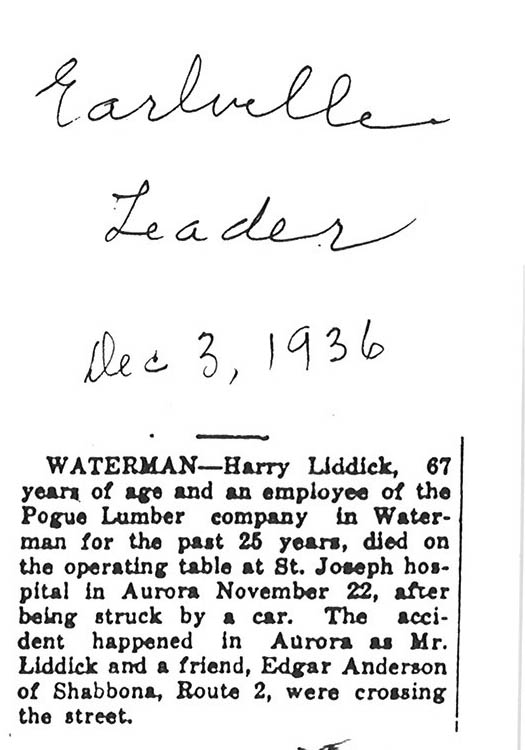 Earlville
Leader
Dec 3, 1936
WATERMAN—Harry Liddick, 67
years of age and an employee of the
Pogue Lumber company in Water-
man for the past 25 years, died on
the operating table at St. Joseph hos-
pital in Aurora November 22, after
being struck by a car. The acci-
dent happened in Aurora as Mr.
Liddick and a friend, Edgar Anderson
of Shabbona, Route 2, were crossing
the street.